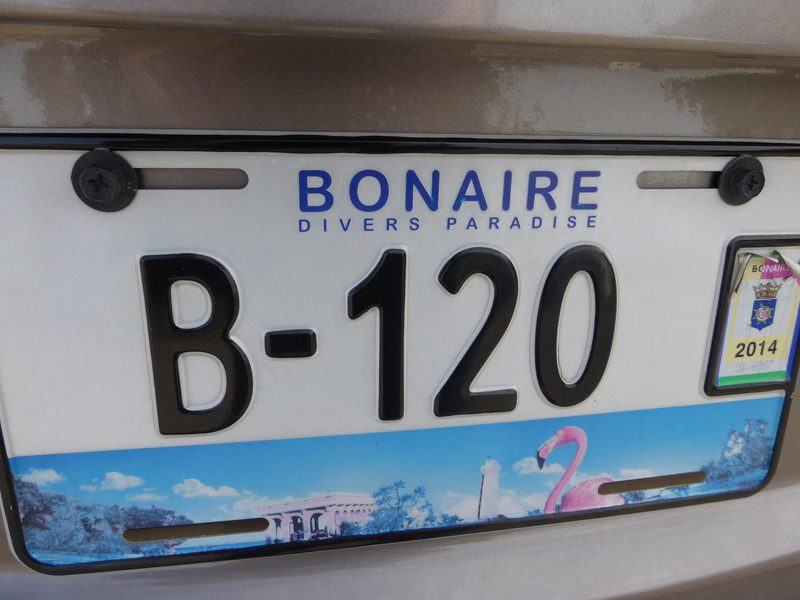 BONAIRE
DIVERS PARADISE
B-120
BONAIRE
2014